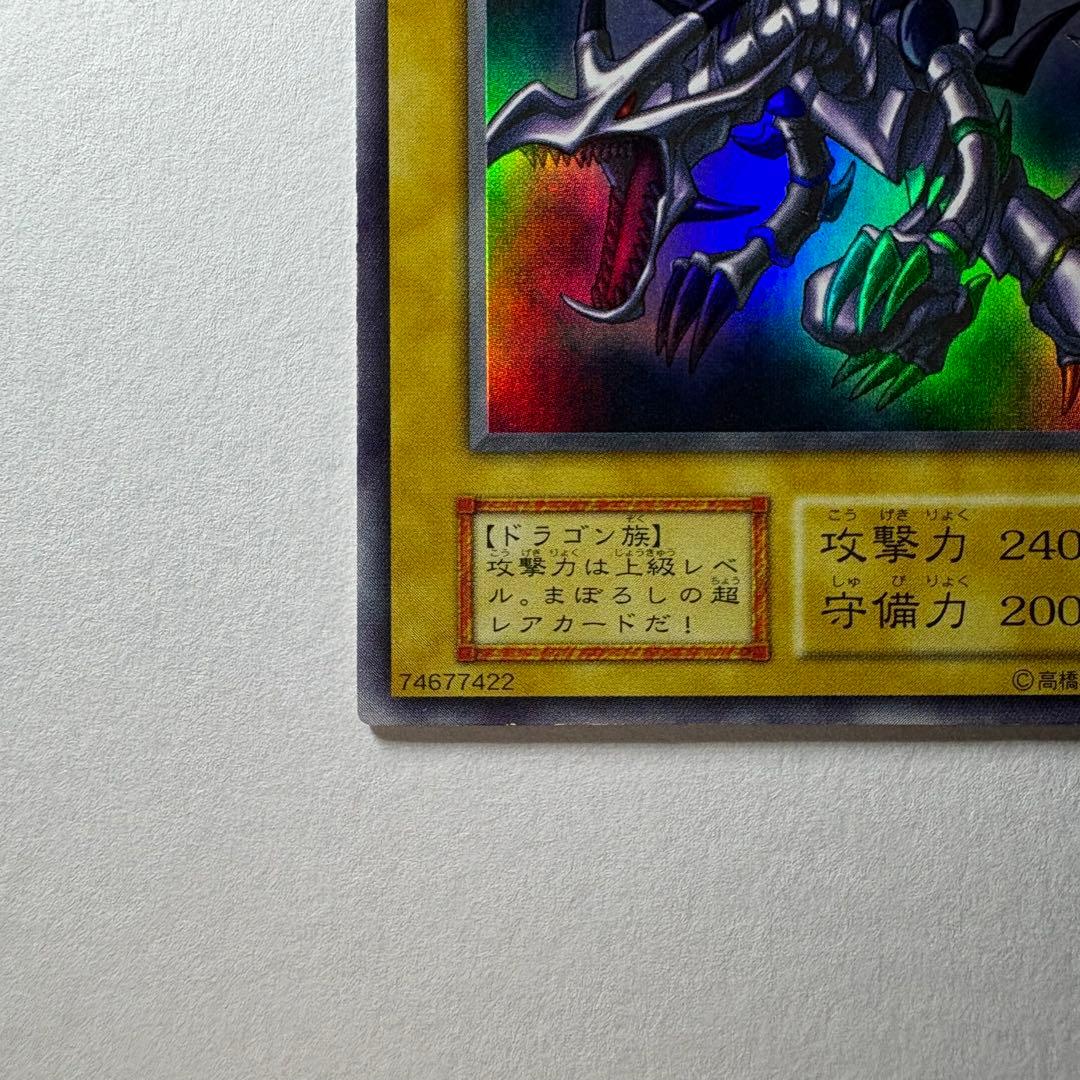 【ドラゴン族】
攻撃力は上級レベ
ル。まぼろしの超
レアカードだ！
攻撃力 240
守備力 200
74677422
©高橋